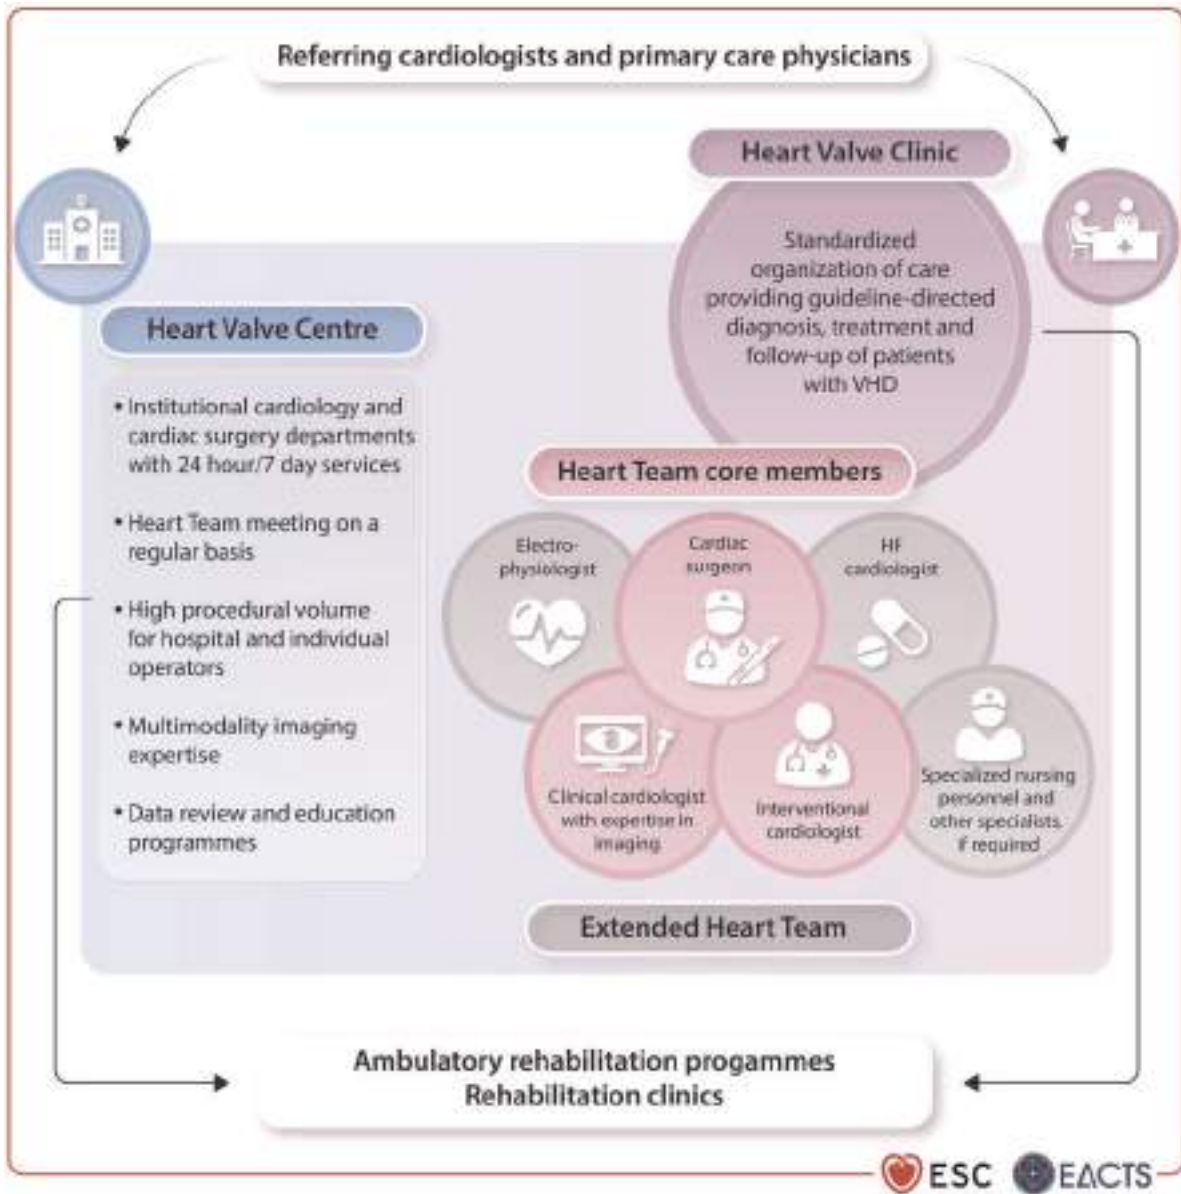 Referring cardiologists and primary care physicians
Heart Valve Clinic
Standardized
organization of care
providing guideline-directed
diagnosis, treatment and
follow-up of patients
with VHD
Heart Valve Centre
• Institutional cardiology and
cardiac surgery departments
with 24 hour/7 day services
• Heart Team meeting on a
regular basis
• High procedural volume
for hospital and individual
operators
• Multimodality imaging
expertise
• Data review and education
programmes
Heart Team core members
Electro-
physiologist
Cardiac
surgeon
HF
cardiologist
Clinical cardiologist
with expertise in
imaging
Interventional
cardiologist
Specialized nursing
personnel and
other specialists,
if required
Extended Heart Team
Ambulatory rehabilitation progammes
Rehabilitation clinics
ESC
EACTS